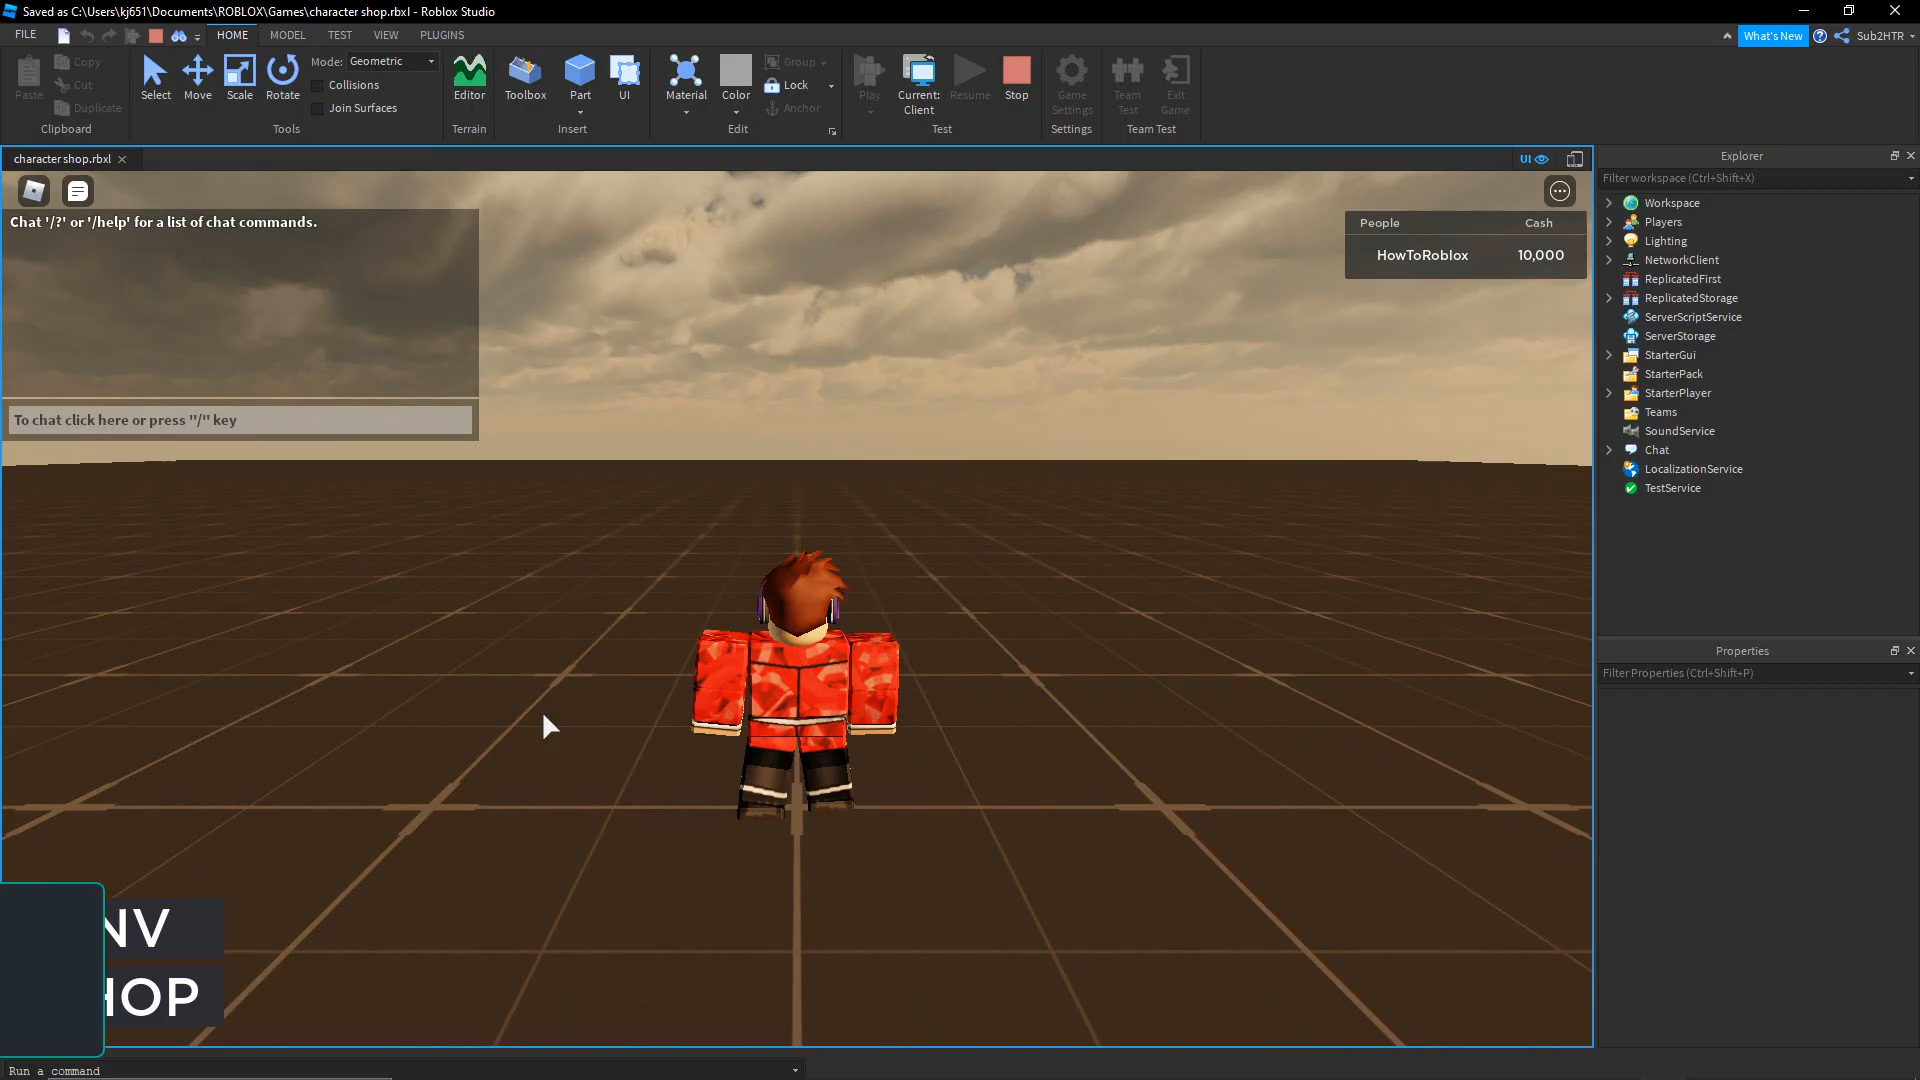 Saved as C:\Users\kj651\Documents\ROBLOX\Games\character shop.rbxl - Roblox Studio
FILE HOME MODEL TEST VIEW PLUGINS What's New Sub2HTR
Paste
Copy
Cut
Duplicate
Clipboard
Select Move Scale Rotate
Mode: Geometric
Collisions
Join Surfaces
Tools
Editor
Terrain
Toolbox Part UI
Insert
Material Color
Group
Lock
Anchor
Edit
Play Current: Client Resume Stop
Test
Game Settings
Settings
Team Test Exit Game
Team Test
character shop.rbxl
UI
Chat '/?' or '/help' for a list of chat commands.
To chat click here or press "/" key
People Cash
HowToRoblox 10,000
NV
HOP
Run a command
Explorer
Filter workspace (Ctrl+Shift+X)
Workspace
Players
Lighting
NetworkClient
ReplicatedFirst
ReplicatedStorage
ServerScriptService
ServerStorage
StarterGui
StarterPack
StarterPlayer
Teams
SoundService
Chat
LocalizationService
TestService
Properties
Filter Properties (Ctrl+Shift+P)